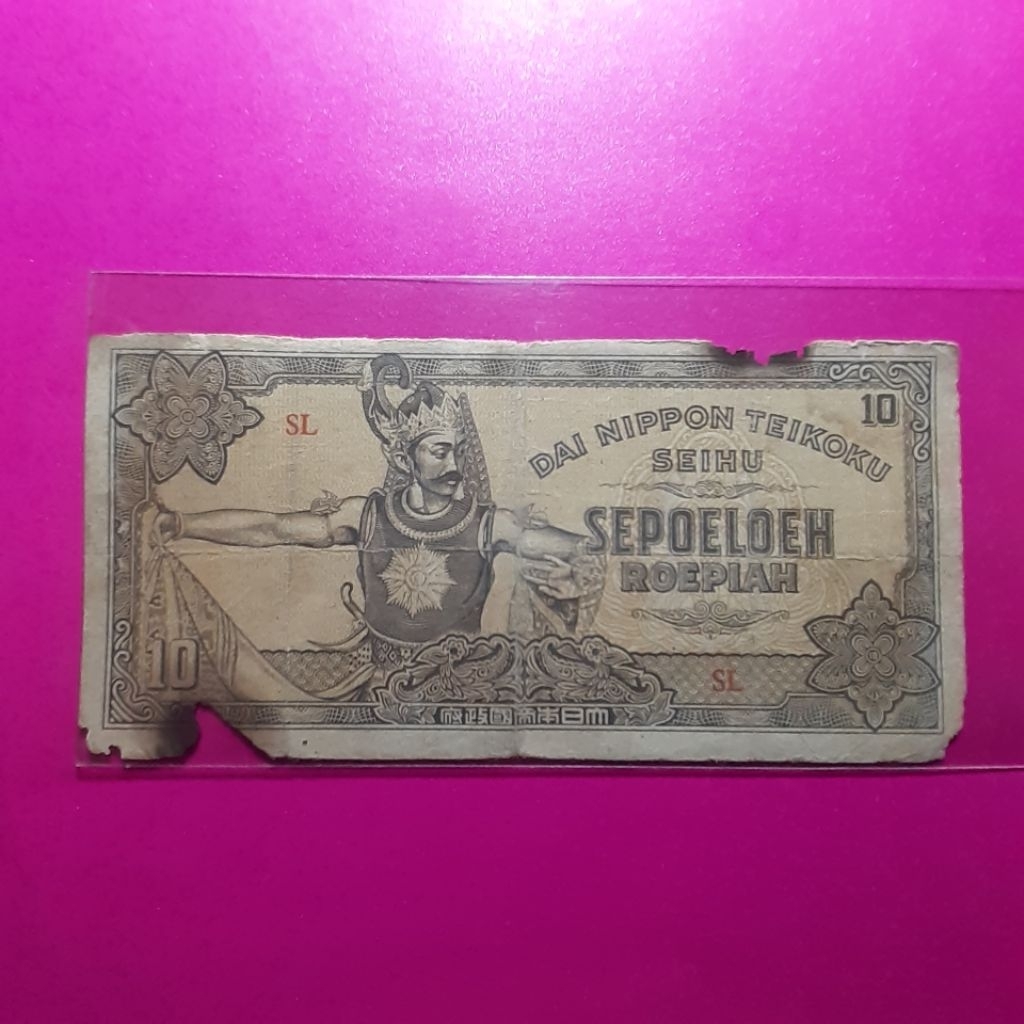 SL
10
DAI NIPPON TEIKOKU
SEIHU
SEPOELOEH
ROEPIAH
10
SL
府政國帝本日大